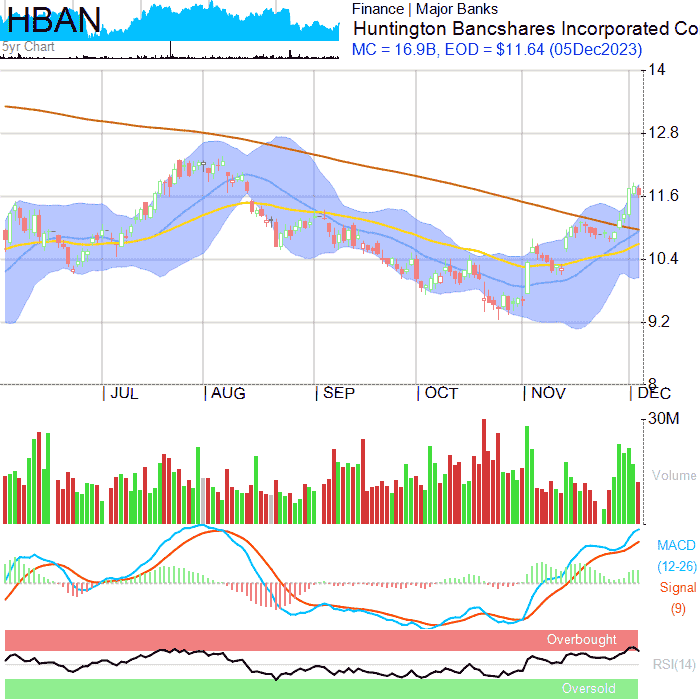 HBAN
5yr Chart
Finance | Major Banks
Huntington Bancshares Incorporated Co
MC = 16.9B, EOD = $11.64 (05Dec2023)
14
12.8
11.6
10.4
9.2
8
JUL AUG SEP OCT NOV DEC
30M
Volume
MACD
(12-26)
Signal
(9)
Overbought
RSI(14)
Oversold